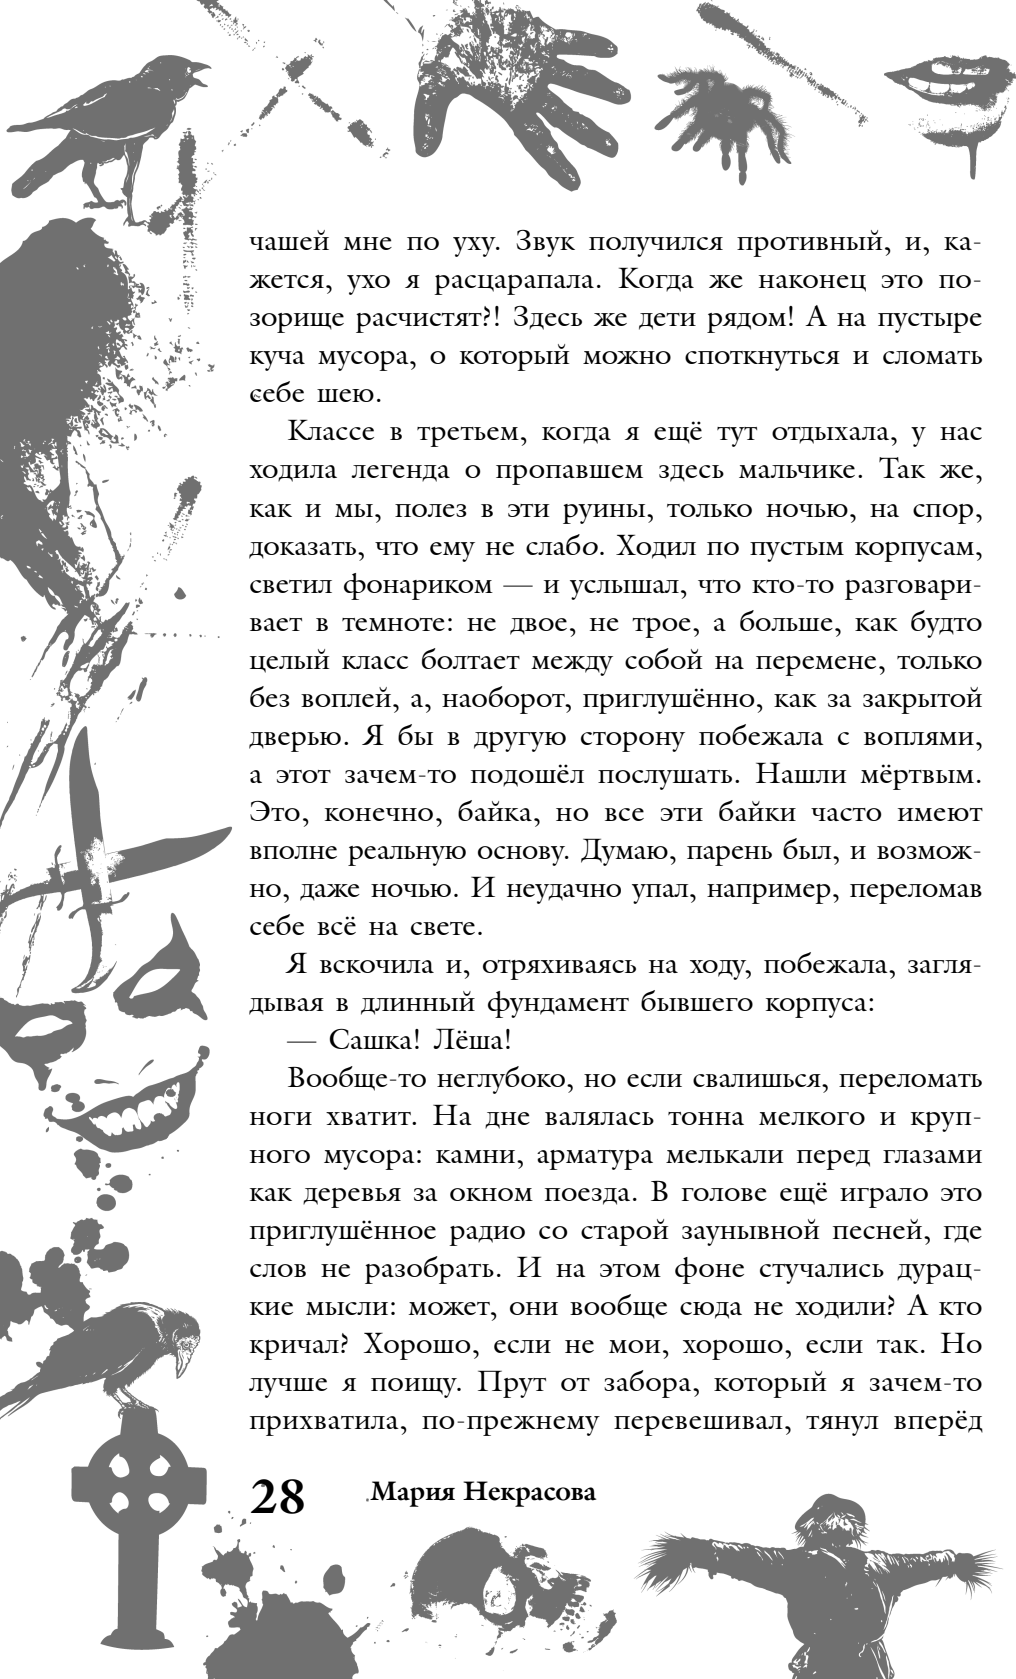 чашей мне по уху. Звук получился противный, и, ка-
жется, ухо я расцарапала. Когда же наконец это по-
зорище расчистят?! Здесь же дети рядом! А на пустыре
куча мусора, о который можно споткнуться и сломать
себе шею.
Классе в третьем, когда я ещё тут отдыхала, у нас
ходила легенда о пропавшем здесь мальчике. Так же,
как и мы, полез в эти руины, только ночью, на спор,
доказать, что ему не слабо. Ходил по пустым корпусам,
светил фонариком — и услышал, что кто-то разговари-
вает в темноте: не двое, не трое, а больше, как будто
целый класс болтает между собой на перемене, только
без воплей, а, наоборот, приглушённо, как за закрытой
дверью. Я бы в другую сторону побежала с воплями,
а этот зачем-то подошёл послушать. Нашли мёртвым.
Это, конечно, байка, но все эти байки часто имеют
вполне реальную основу. Думаю, парень был, и возмож-
но, даже ночью. И неудачно упал, например, переломав
себе всё на свете.
Я вскочила и, отряхиваясь на ходу, побежала, загля-
дывая в длинный фундамент бывшего корпуса:
— Сашка! Лёша!
Вообще-то неглубоко, но если свалишься, переломать
ноги хватит. На дне валялась тонна мелкого и круп-
ного мусора: камни, арматура мелькали перед глазами
как деревья за окном поезда. В голове ещё играло это
приглушённое радио со старой заунывной песней, где
слов не разобрать. И на этом фоне стучались дурац-
кие мысли: может, они вообще сюда не ходили? А кто
кричал? Хорошо, если не мои, хорошо, если так. Но
лучше я поищу. Прут от забора, который я зачем-то
прихватила, по-прежнему перевешивал, тянул вперёд
28 Мария Некрасова